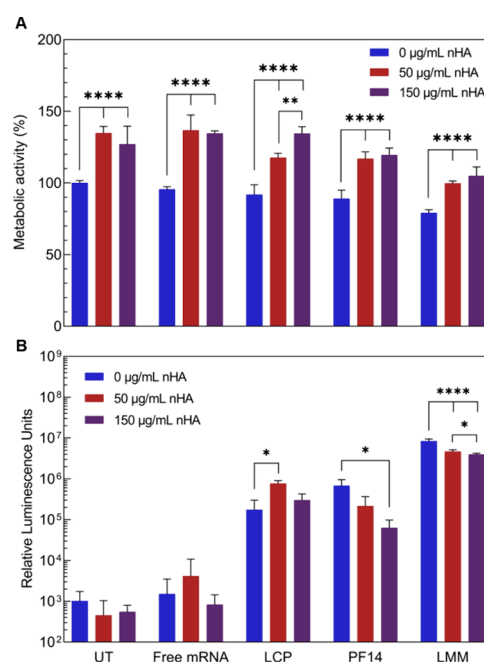 A
200
150
100
50
0
Metabolic activity (%)
0 µg/mL nHA
50 µg/mL nHA
150 µg/mL nHA
****
****
****
**
****
****
B
10⁹
10⁸
10⁷
10⁶
10⁵
10⁴
10³
10²
Relative Luminescence Units
0 µg/mL nHA
50 µg/mL nHA
150 µg/mL nHA
*
*
****
*
UT Free mRNA LCP PF14 LMM